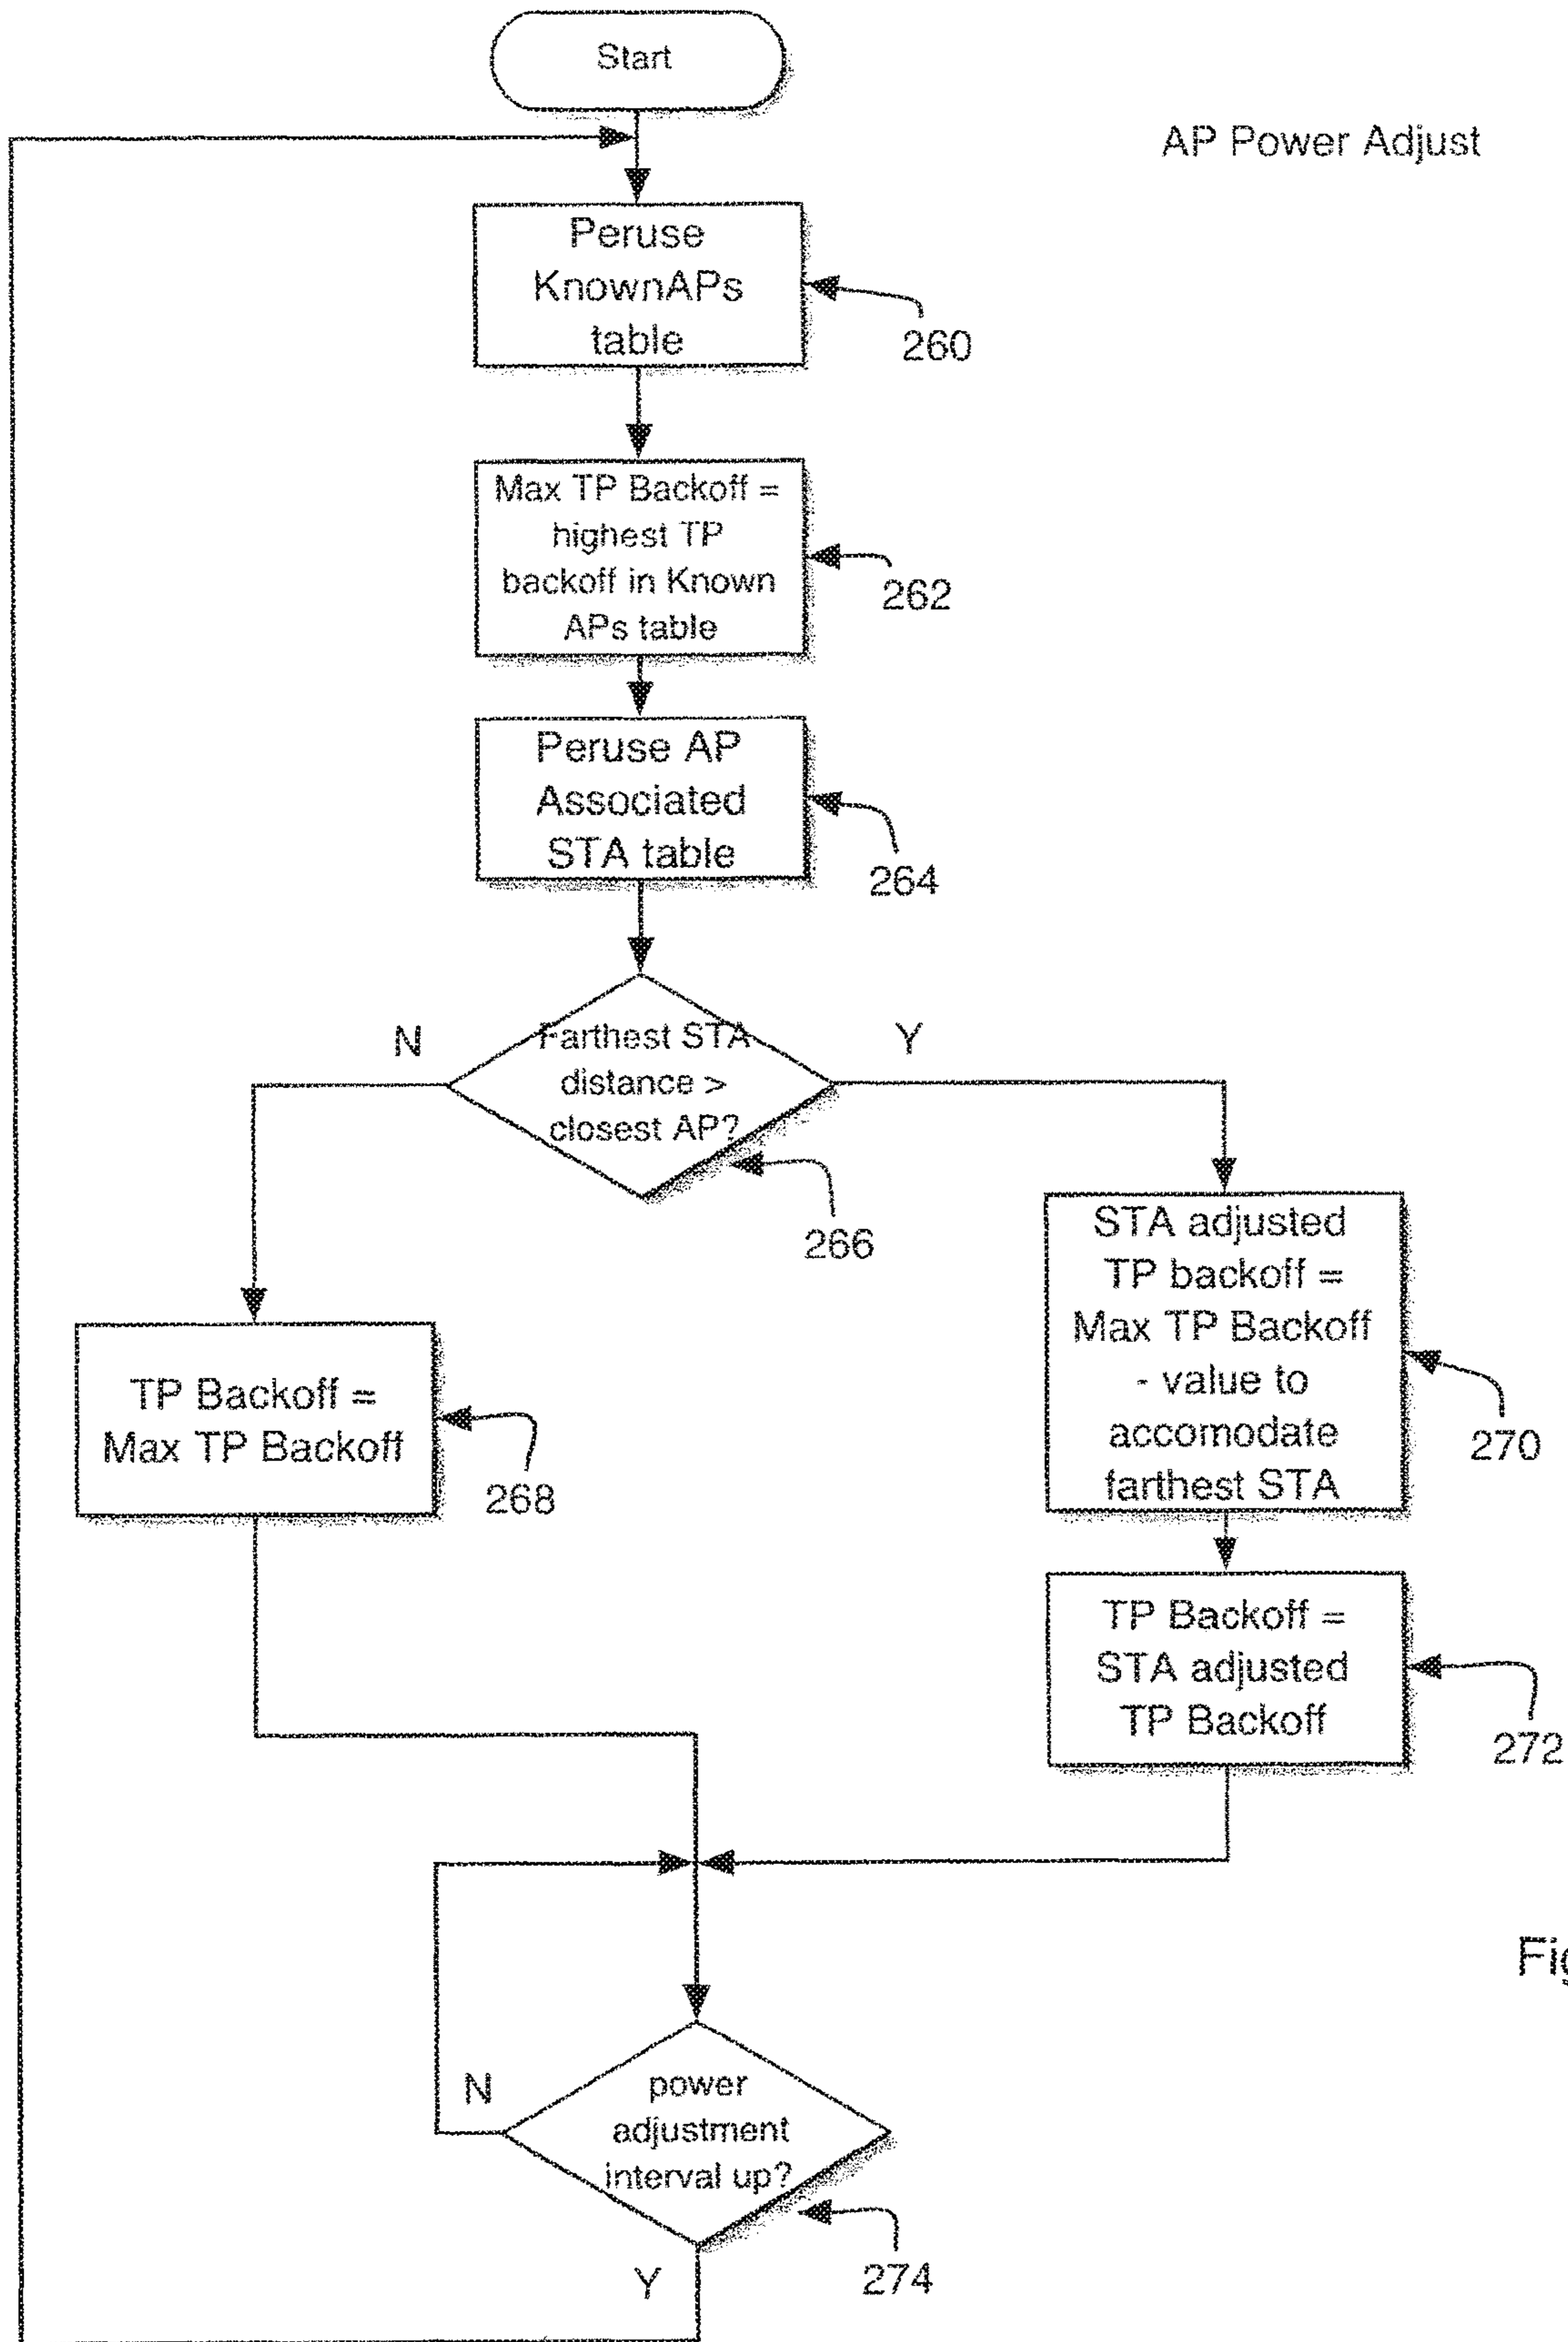 Start
AP Power Adjust
Peruse
KnownAPs
table
260
Max TP Backoff =
highest TP
backoff in Known
APs table
262
Peruse AP
Associated
STA table
264
N
Farthest STA
distance >
closest AP?
Y
266
STA adjusted
TP backoff =
Max TP Backoff
- value to
accomodate
farthest STA
270
TP Backoff =
Max TP Backoff
268
TP Backoff =
STA adjusted
TP Backoff
272
Fig
N
power
adjustment
interval up?
Y
274